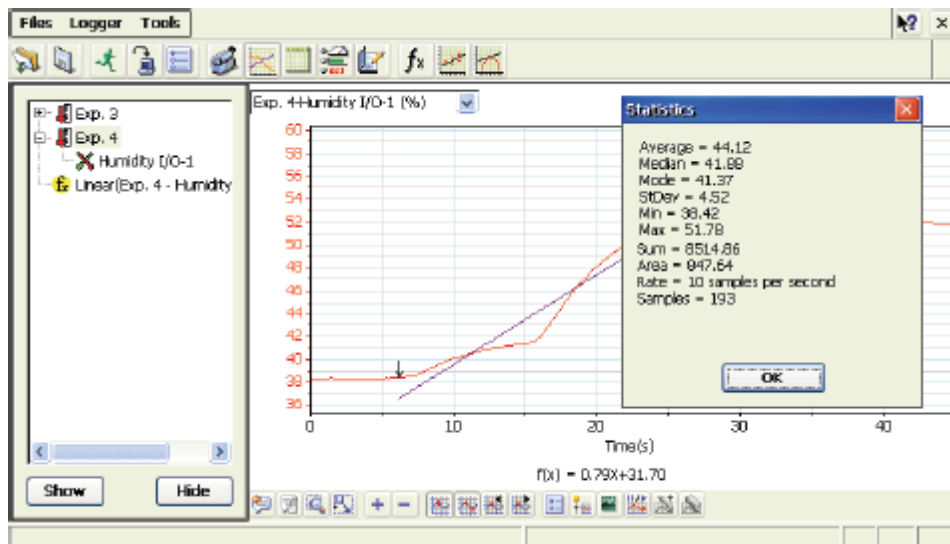 Files Logger Tools
Exp. 3
Exp. 4
Humidity I/O-1
Linear(Exp. 4 - Humidity
Show
Hide
Exp. 4-Humidity I/O-1 (%)
60
58
56
54
52
50
48
46
44
42
40
38
36
0 10 20 30 40
Time(s)
f(x) = 0.79X+31.70
Statistics
Average = 44.12
Median = 41.88
Mode = 41.37
StDev = 4.52
Min = 38.42
Max = 51.78
Sum = 8514.86
Area = 847.64
Rate = 10 samples per second
Samples = 193
OK